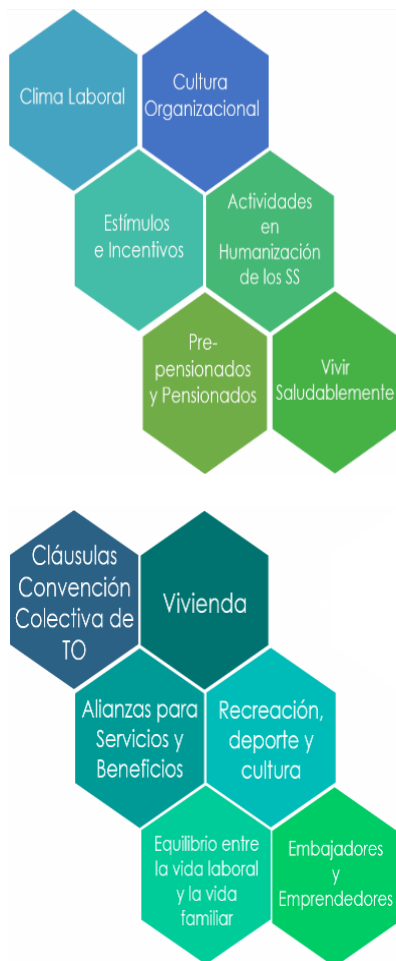 Clima Laboral
Cultura
Organizacional
Estímulos
e Incentivos
Actividades
en
Humanización
de los SS
Pre-
pensionados
y Pensionados
Vivir
Saludablemente
Cláusulas
Convención
Colectiva de
TO
Vivienda
Alianzas para
Servicios y
Beneficios
Recreación,
deporte y
cultura
Equilibrio entre
la vida laboral
y la vida
familiar
Embajadores
y
Emprendedores